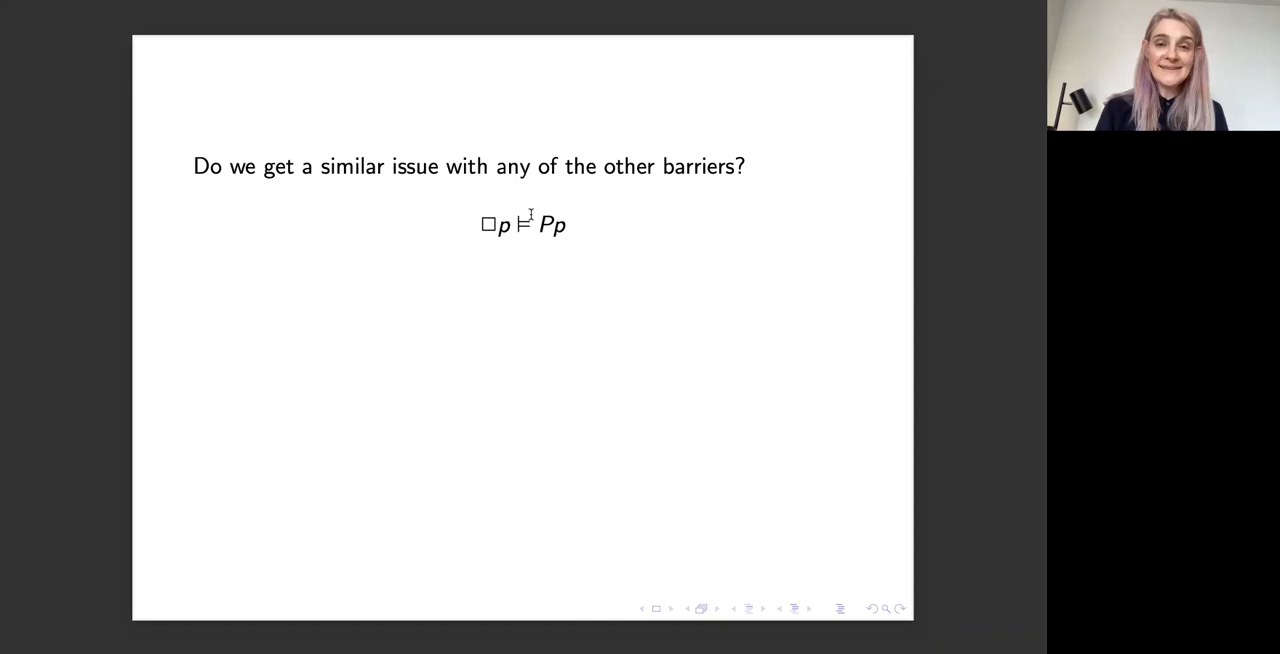 Do we get a similar issue with any of the other barriers?
□p ⊨ Pp